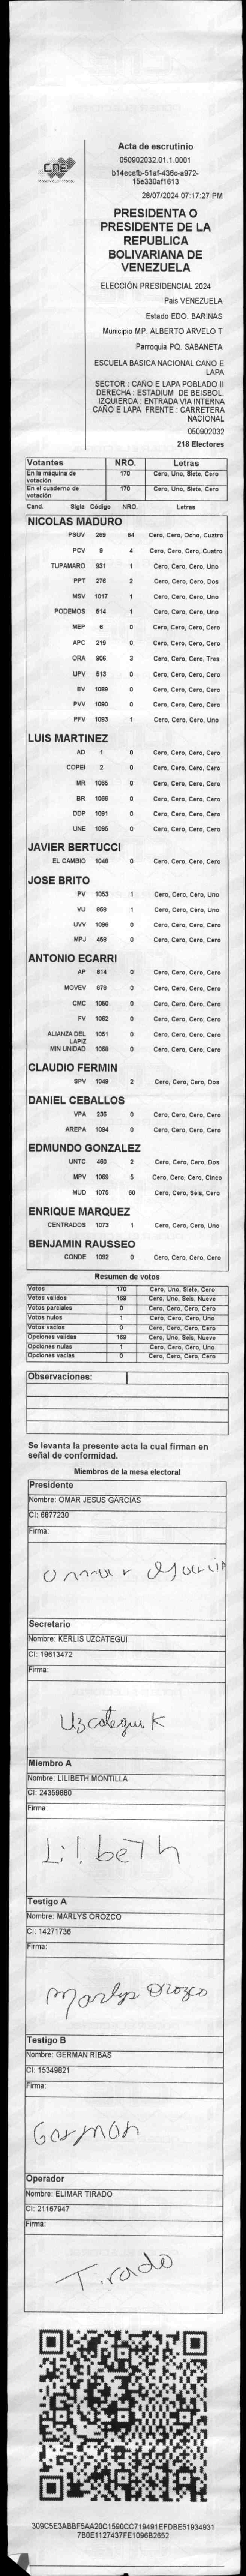 cne
Acta de escrutinio
050902032.01.1.0001
b14ecefb-51af-436c-a972-
15e330af1613
28/07/2024 07:17:27 PM
PRESIDENTA O
PRESIDENTE DE LA
REPUBLICA
BOLIVARIANA DE
VENEZUELA
ELECCIÓN PRESIDENCIAL 2024
País VENEZUELA
Estado EDO. BARINAS
Municipio MP. ALBERTO ARVELO T
Parroquia PQ. SABANETA
ESCUELA BASICA NACIONAL CAÑO E
LAPA
SECTOR : CAÑO E LAPA POBLADO II
DERECHA : ESTADIUM DE BEISBOL.
IZQUIERDA : ENTRADA VIA INTERNA
CAÑO E LAPA FRENTE : CARRETERA
NACIONAL
050902032
218 Electores
Votantes NRO. Letras
En la máquina de votación 170 Cero, Uno, Siete, Cero
En el cuaderno de votación 170 Cero, Uno, Siete, Cero
Cand. Sigla Código NRO. Letras
NICOLAS MADURO
PSUV 269 84 Cero, Cero, Ocho, Cuatro
PCV 9 4 Cero, Cero, Cero, Cuatro
TUPAMARO 931 1 Cero, Cero, Cero, Uno
PPT 276 2 Cero, Cero, Cero, Dos
MSV 1017 1 Cero, Cero, Cero, Uno
PODEMOS 514 1 Cero, Cero, Cero, Uno
MEP 6 0 Cero, Cero, Cero, Cero
APC 219 0 Cero, Cero, Cero, Cero
ORA 906 3 Cero, Cero, Cero, Tres
UPV 513 0 Cero, Cero, Cero, Cero
EV 1089 0 Cero, Cero, Cero, Cero
PVV 1090 0 Cero, Cero, Cero, Cero
PFV 1093 1 Cero, Cero, Cero, Uno
LUIS MARTINEZ
AD 1 0 Cero, Cero, Cero, Cero
COPEI 2 0 Cero, Cero, Cero, Cero
MR 1065 0 Cero, Cero, Cero, Cero
BR 1066 0 Cero, Cero, Cero, Cero
DDP 1091 0 Cero, Cero, Cero, Cero
UNE 1095 0 Cero, Cero, Cero, Cero
JAVIER BERTUCCI
EL CAMBIO 1048 0 Cero, Cero, Cero, Cero
JOSE BRITO
PV 1053 1 Cero, Cero, Cero, Uno
VU 968 1 Cero, Cero, Cero, Uno
UVV 1096 0 Cero, Cero, Cero, Cero
MPJ 458 0 Cero, Cero, Cero, Cero
ANTONIO ECARRI
AP 814 0 Cero, Cero, Cero, Cero
MOVEV 878 0 Cero, Cero, Cero, Cero
CMC 1050 0 Cero, Cero, Cero, Cero
FV 1062 0 Cero, Cero, Cero, Cero
ALIANZA DEL LAPIZ 1051 0 Cero, Cero, Cero, Cero
MIN UNIDAD 1068 0 Cero, Cero, Cero, Cero
CLAUDIO FERMIN
SPV 1049 2 Cero, Cero, Cero, Dos
DANIEL CEBALLOS
VPA 236 0 Cero, Cero, Cero, Cero
AREPA 1094 0 Cero, Cero, Cero, Cero
EDMUNDO GONZALEZ
UNTC 460 2 Cero, Cero, Cero, Dos
MPV 1069 5 Cero, Cero, Cero, Cinco
MUD 1075 60 Cero, Cero, Seis, Cero
ENRIQUE MARQUEZ
CENTRADOS 1073 1 Cero, Cero, Cero, Uno
BENJAMIN RAUSSEO
CONDE 1092 0 Cero, Cero, Cero, Cero
Resumen de votos
Votos 170 Cero, Uno, Siete, Cero
Votos validos 169 Cero, Uno, Seis, Nueve
Votos parciales 0 Cero, Cero, Cero, Cero
Votos nulos 1 Cero, Cero, Cero, Uno
Votos vacios 0 Cero, Cero, Cero, Cero
Opciones validas 169 Cero, Uno, Seis, Nueve
Opciones nulas 1 Cero, Cero, Cero, Uno
Opciones vacias 0 Cero, Cero, Cero, Cero
Observaciones:
Se levanta la presente acta la cual firman en
señal de conformidad.
Miembros de la mesa electoral
Presidente
Nombre: OMAR JESUS GARCIAS
CI: 6877230
Firma:
Secretario
Nombre: KERLIS UZCATEGUI
CI: 19613472
Firma:
Uzcategui K
Miembro A
Nombre: LILIBETH MONTILLA
CI: 24359880
Firma:
Lilbeth
Testigo A
Nombre: MARLYS OROZCO
CI: 14271736
Firma:
Marlys Orozco
Testigo B
Nombre: GERMAN RIBAS
CI: 15349821
Firma:
German
Operador
Nombre: ELIMAR TIRADO
CI: 21167947
Firma:
Tirado
309C5E3ABBF5AA20C1590CC719491EFDBE51934931
7B0E1127437FE1096B2652